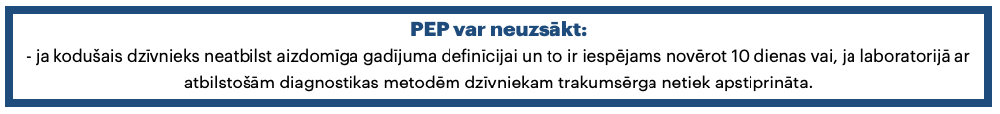 PEP var neuzsākt:
- ja kodušais dzīvnieks neatbilst aizdomīga gadījuma definīcijai un to ir iespējams novērot 10 dienas vai, ja laboratorijā ar
atbilstošām diagnostikas metodēm dzīvniekam trakumsērga netiek apstiprināta.